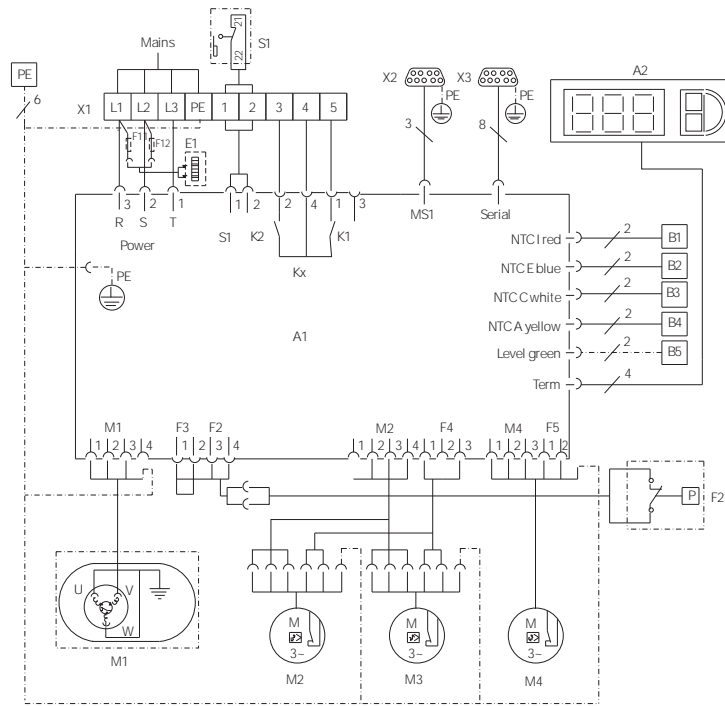 21
S1
22
Mains
PE
6
X2
X3
A2
PE
PE
X1
L1
L2
L3
PE
1
2
3
4
5
3
8
F11
F12
E1
3
2
1
1
2
2
4
1
3
R
S
T
S1
K2
K1
MS1
Serial
Power
Kx
PE
A1
NTC I red
2
B1
NTC E blue
2
B2
NTC C white
2
B3
NTC A yellow
2
B4
Level green
2
B5
Term
4
M1
F3
F2
M2
F4
M4
F5
1
2
3
4
1
2
3
4
1
2
3
4
1
2
3
1
2
3
1
2
P
F2
U
V
W
M
3~
M
3~
M
3~
M1
M2
M3
M4